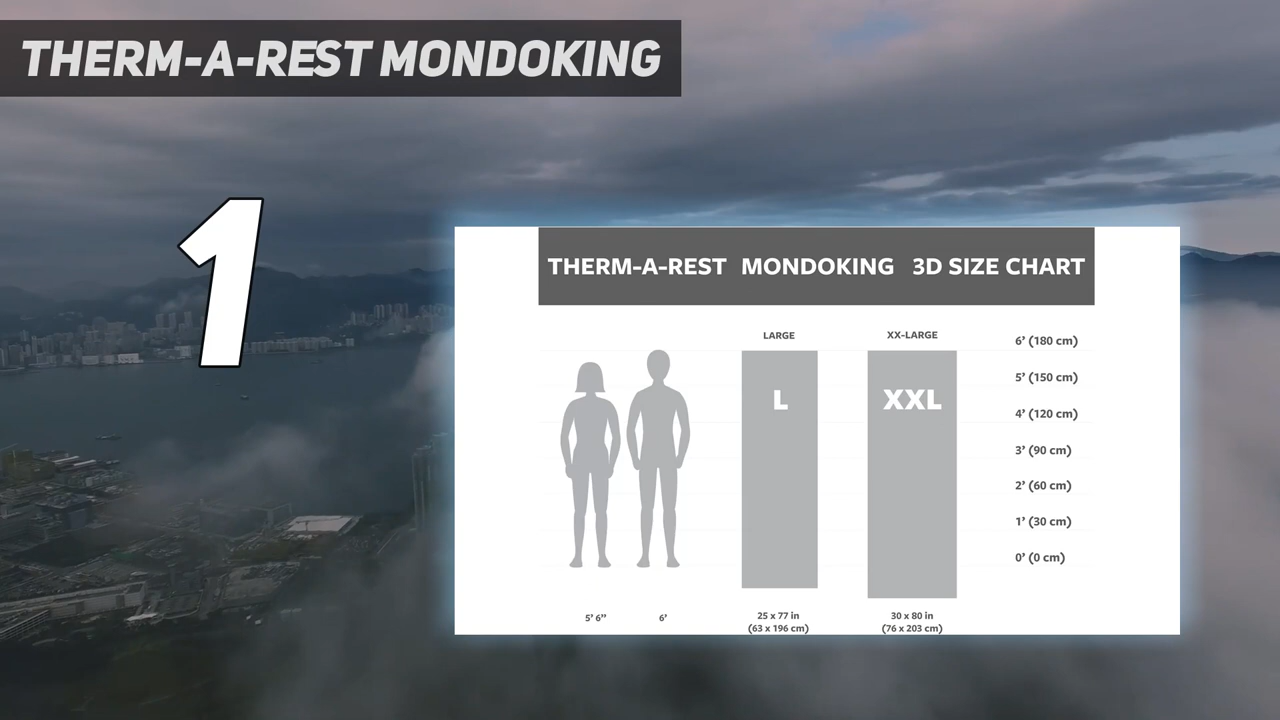 THERM-A-REST MONDOKING
1
THERM-A-REST MONDOKING 3D SIZE CHART
LARGE
XX-LARGE
L
XXL
6’ (180 cm)
5’ (150 cm)
4’ (120 cm)
3’ (90 cm)
2’ (60 cm)
1’ (30 cm)
0’ (0 cm)
5’ 6”
6’
25 x 77 in
(63 x 196 cm)
30 x 80 in
(76 x 203 cm)